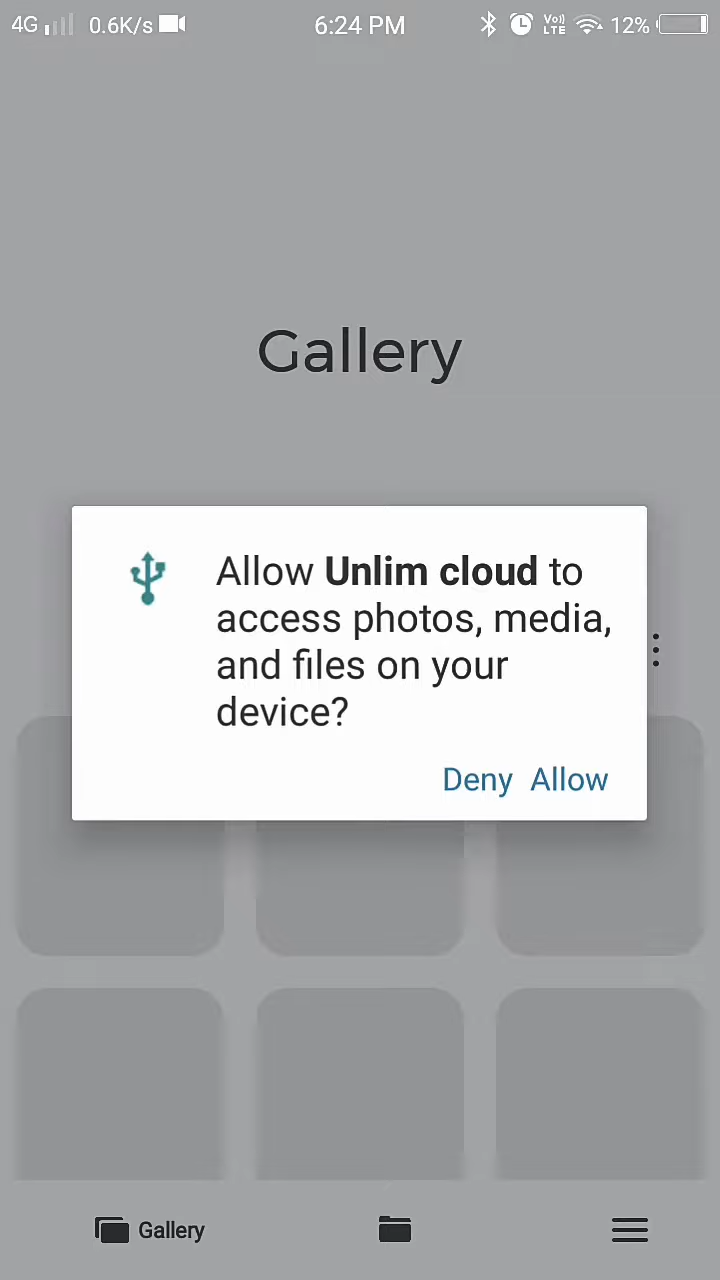 4G 0.6K/s 6:24 PM Vo)) LTE 12%
Gallery
Allow Unlim cloud to
access photos, media,
and files on your
device?
Deny Allow
Gallery